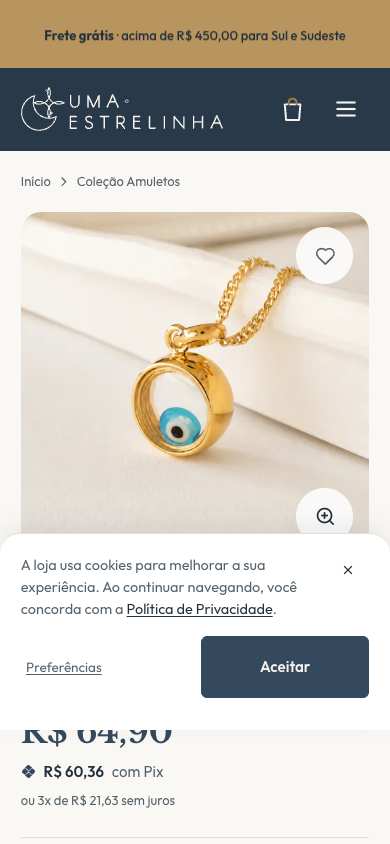 Frete grátis · acima de R$ 450,00 para Sul e Sudeste
UMA
ESTRELINHA
Início > Coleção Amuletos
A loja usa cookies para melhorar a sua
experiência. Ao continuar navegando, você
concorda com a Política de Privacidade.
Preferências
Aceitar
R$ 64,90
R$ 60,36 com Pix
ou 3x de R$ 21,63 sem juros